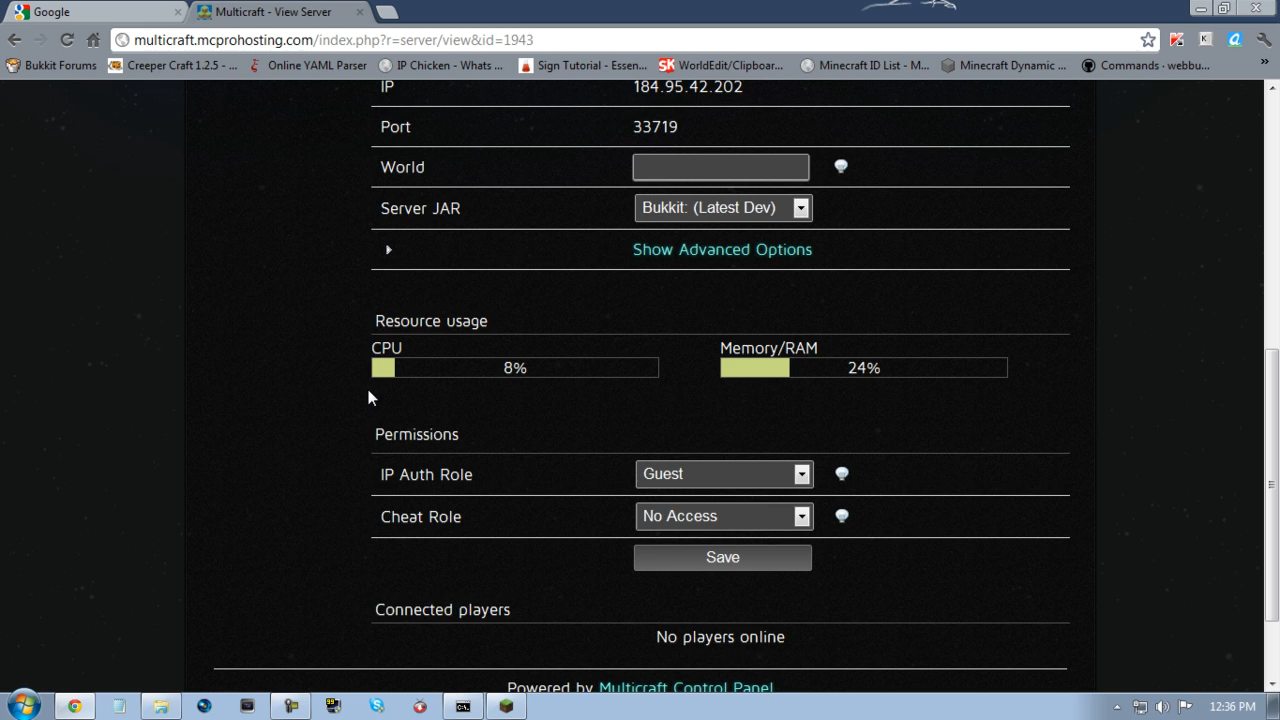 Google
Multicraft - View Server
multicraft.mcprohosting.com/index.php?r=server/view&id=1943
Bukkit Forums
Creeper Craft 1.2.5 - ...
Online YAML Parser
IP Chicken - Whats ...
Sign Tutorial - Essen...
WorldEdit/Clipboar...
Minecraft ID List - M...
Minecraft Dynamic ...
Commands · webbu...
IP 184.95.42.202
Port 33719
World
Server JAR Bukkit: (Latest Dev)
Show Advanced Options
Resource usage
CPU Memory/RAM
8% 24%
Permissions
IP Auth Role Guest
Cheat Role No Access
Save
Connected players
No players online
Powered by Multicraft Control Panel
12:36 PM